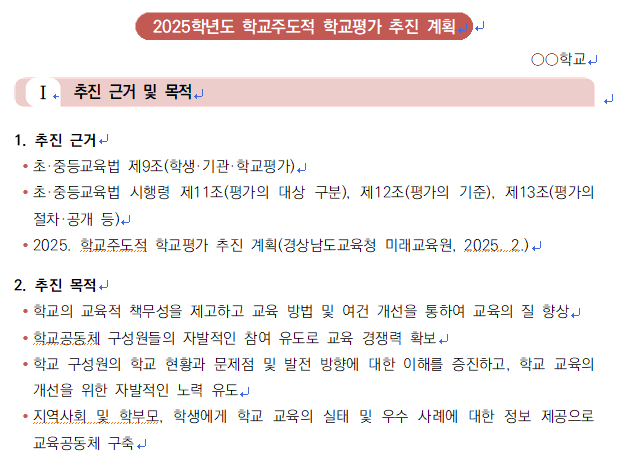 2025학년도 학교주도적 학교평가 추진 계획
○○학교
Ⅰ 추진 근거 및 목적
1. 추진 근거
• 초·중등교육법 제9조(학생·기관·학교평가)
• 초·중등교육법 시행령 제11조(평가의 대상 구분), 제12조(평가의 기준), 제13조(평가의
절차·공개 등)
• 2025. 학교주도적 학교평가 추진 계획(경상남도교육청 미래교육원, 2025. 2.)
2. 추진 목적
• 학교의 교육적 책무성을 제고하고 교육 방법 및 여건 개선을 통하여 교육의 질 향상
• 학교공동체 구성원들의 자발적인 참여 유도로 교육 경쟁력 확보
• 학교 구성원의 학교 현황과 문제점 및 발전 방향에 대한 이해를 증진하고, 학교 교육의
개선을 위한 자발적인 노력 유도
• 지역사회 및 학부모, 학생에게 학교 교육의 실태 및 우수 사례에 대한 정보 제공으로
교육공동체 구축